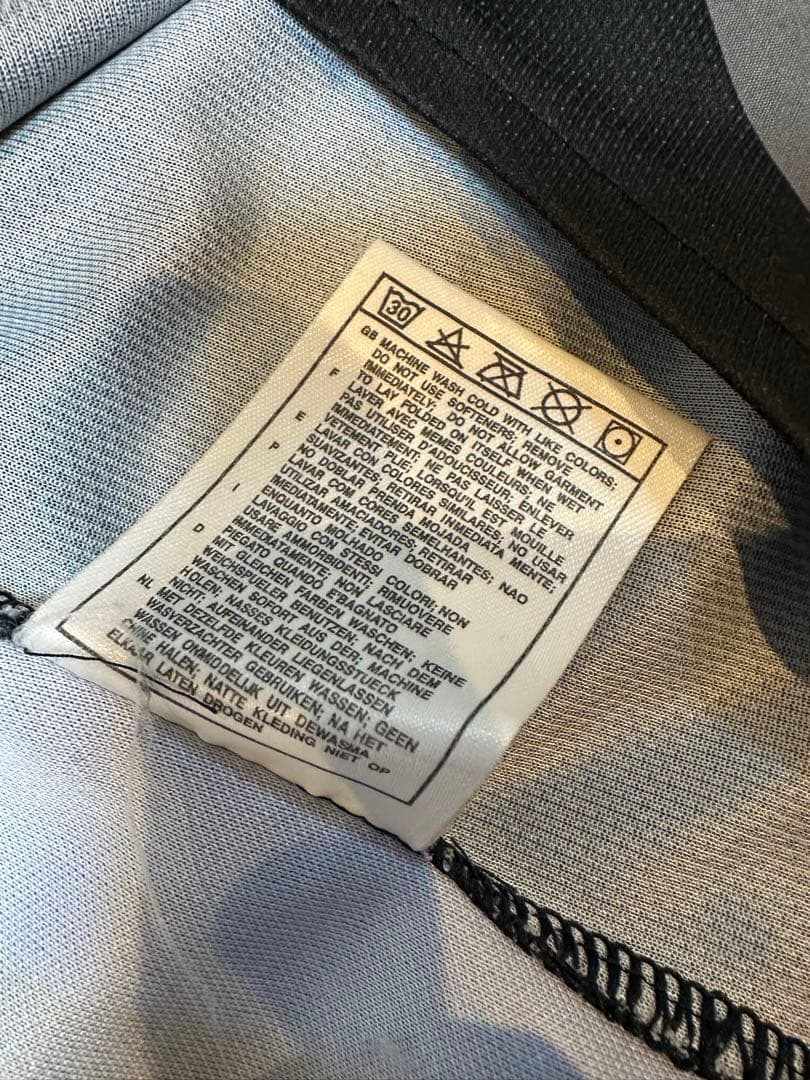 30
GB MACHINE WASH COLD WITH LIKE COLORS;
DO NOT USE SOFTENERS; REMOVE
IMMEDIATELY; DO NOT ALLOW GARMENT
TO LAY FOLDED ON ITSELF WHEN WET
F LAVER AVEC MEMES COULEURS; NE
PAS UTILISER D'ADOUCISSEUR; ENLEVER
IMMEDIATEMENT; NE PAS LAISSER LE
VETEMENT PLIE; LORSQU'IL EST MOUILLE
E LAVAR CON COLORES SIMILARES; NO USAR
SUAVIZANTES; RETIRAR INMEDIATA MENTE;
NO DOBLAR PRENDA MOJADA
P LAVAR COM CORES SEMELHANTES; NAO
UTILIZAR AMACIADORES; RETIRAR
IMEDIATAMENTE; EVITAR DOBRAR
ENQUANTO MOLHADO
I LAVAGGIO CON STESSI COLORI; NON
USARE AMMORBIDENTI; RIMUOVERE
IMMEDIATAMENTE; NON LASCIARE
PIEGATO QUANDO E'BAGNATO
D MIT GLEICHEN FARBEN WASCHEN; KEINE
WEICHSPUELER BENUTZEN; NACH DEM
WASCHEN SOFORT AUS DER MACHINE
HOLEN; NASSES KLEIDUNGSSTUECK
NICHT AUFEINANDER LIEGENLASSEN
NL MET DEZELFDE KLEUREN WASSEN; GEEN
WASVERZACHTER GEBRUIKEN; NA HET
WASSEN ONMIDDELIJK UIT DEWASMA
CHINE HALEN, NATTE KLEDING NIET OP
ELKAAR LATEN DROGEN